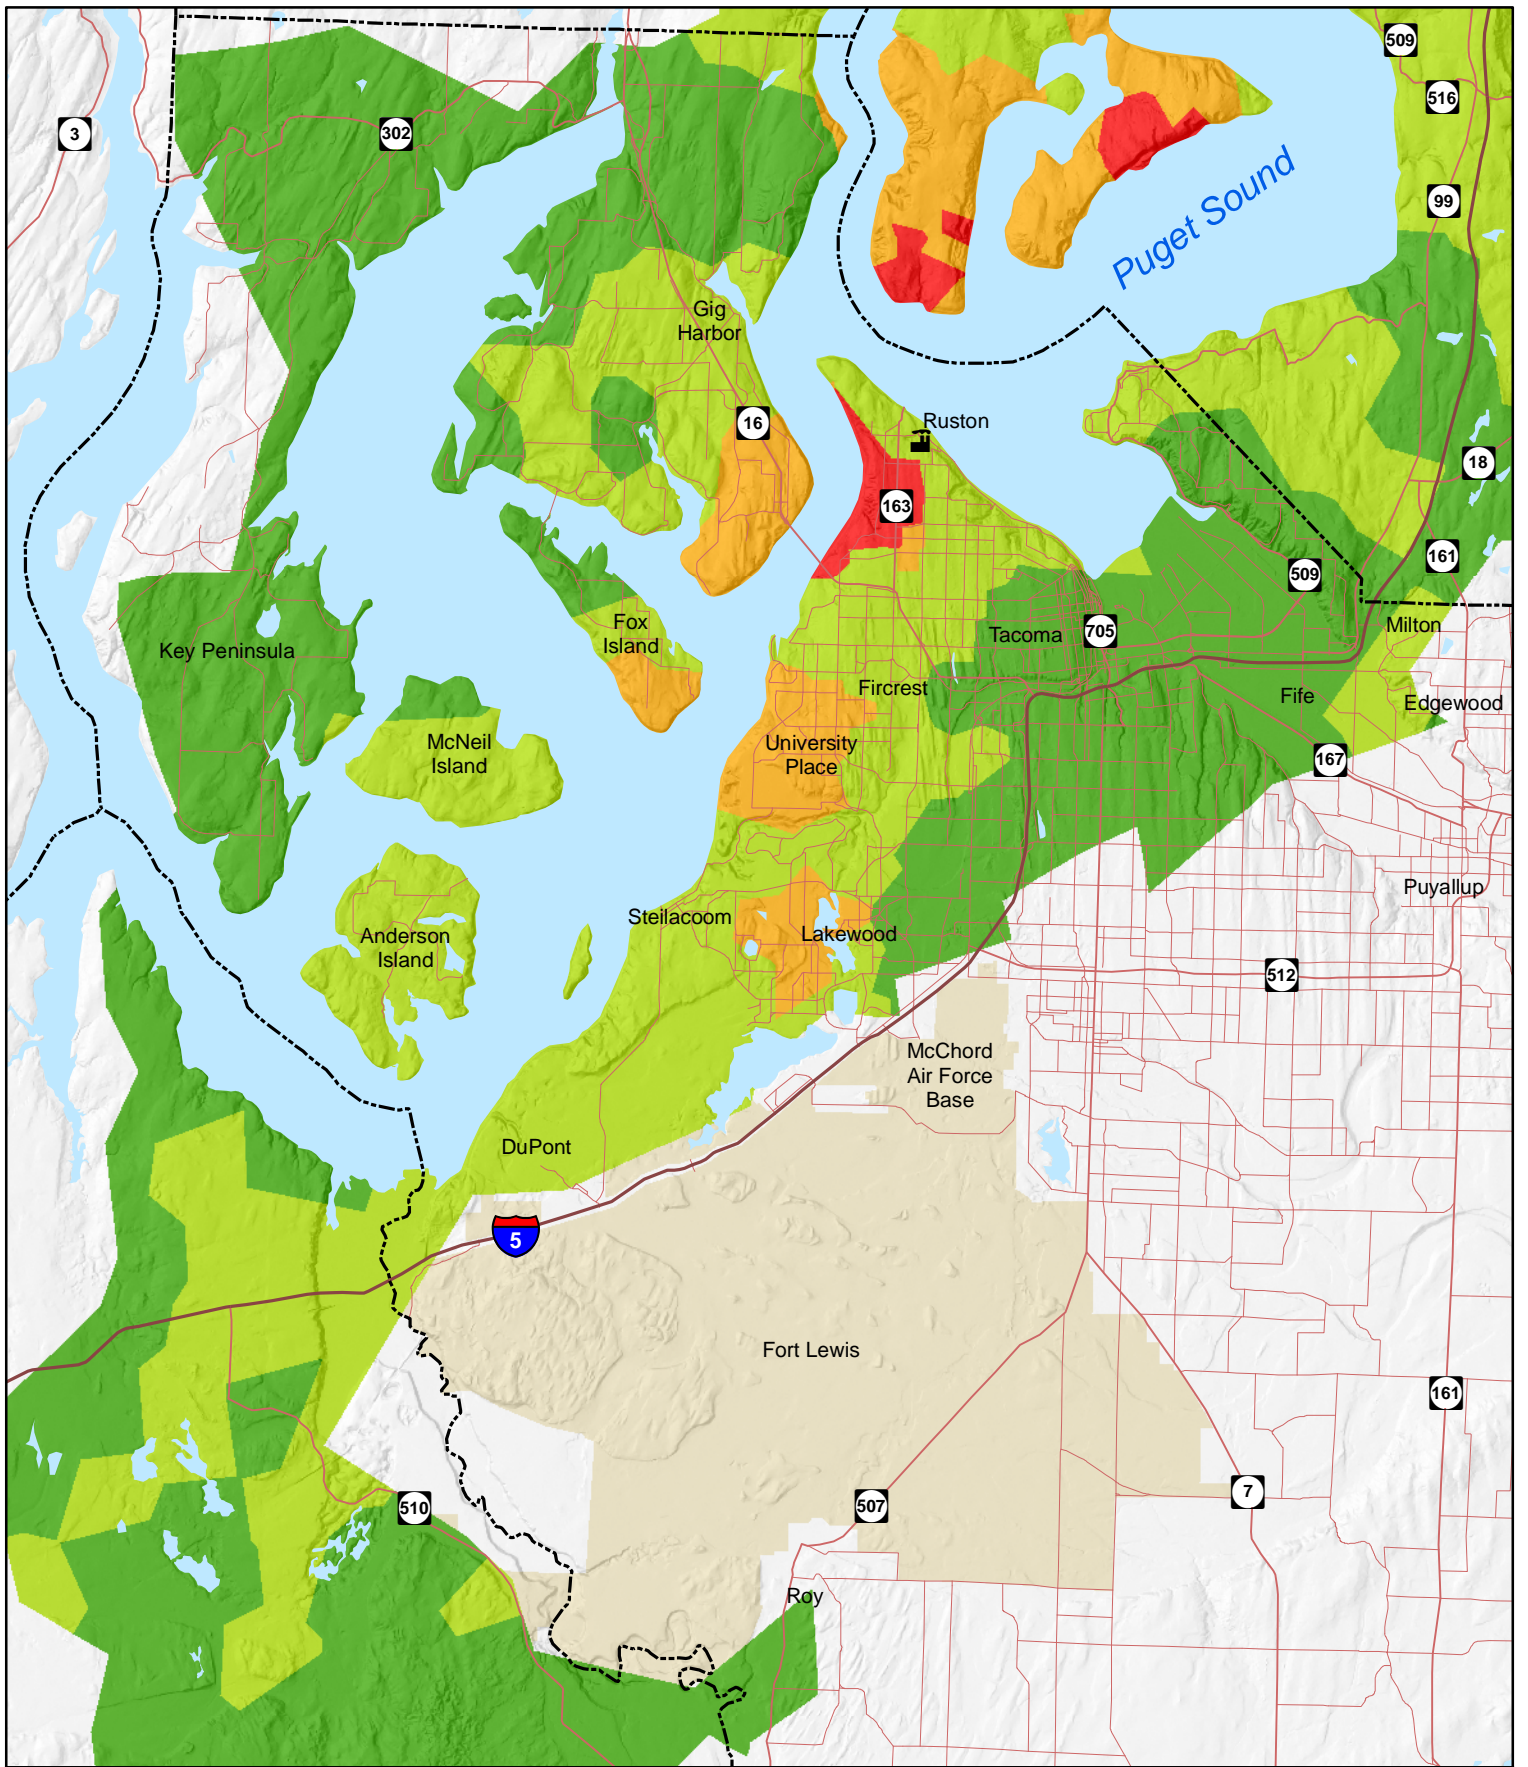 509
516
3
302
99
Puget Sound
Gig
Harbor
16
Ruston
18
163
161
509
Fox
Island
Tacoma
705
Milton
Key Peninsula
Fircrest
Fife
Edgewood
McNeil
Island
University
Place
167
Puyallup
Steilacoom
Lakewood
Anderson
Island
512
McChord
Air Force
Base
DuPont
5
Fort Lewis
161
7
510
507
Roy